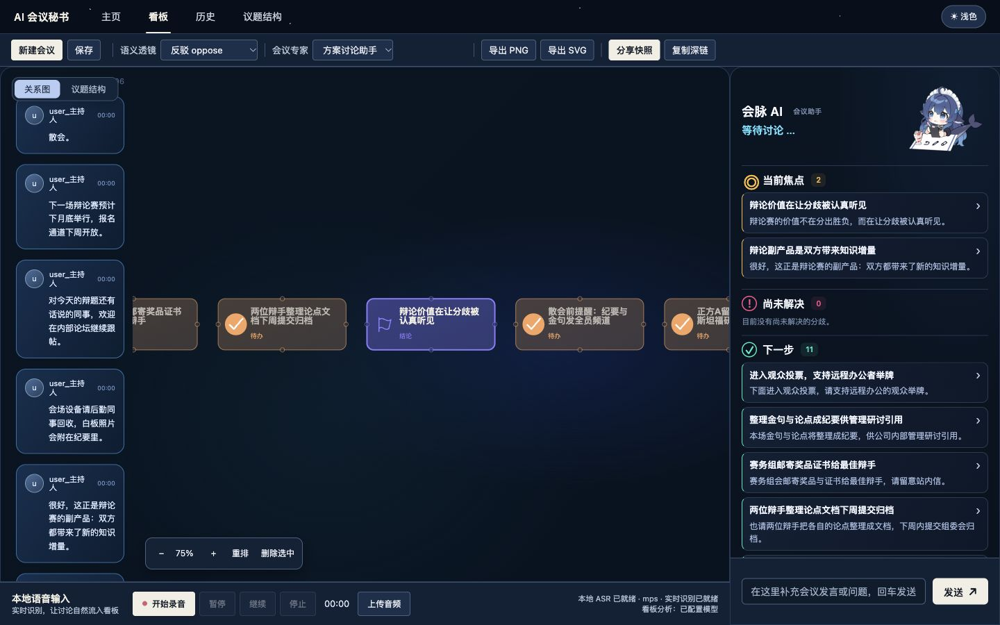 AI 会议秘书
主页
看板
历史
议题结构
☀ 浅色
新建会议
保存
语义透镜
反驳 oppose
会议专家
方案讨论助手
导出 PNG
导出 SVG
分享快照
复制深链
关系图
议题结构
u
user_主持人
00:00
散会。
u
user_主持人
00:00
下一场辩论赛预计
下月底举行，报名
通道下周开放。
u
user_主持人
00:00
对今天的辩题还有
话说的同事，欢迎
在内部论坛继续跟
帖。
u
user_主持人
00:00
会场设备请后勤同
事回收，白板照片
会附在纪要里。
u
user_主持人
00:00
很好，这正是辩论
赛的副产品：双方
都带来了新的知识
增量。
寄奖品证书
辩手
两位辩手整理论点文
档下周提交归档
待办
辩论价值在让分歧被
认真听见
结论
散会前提醒：纪要与
金句发全员频道
待办
正方A留
斯坦福研
待办
− 75% + 重排 删除选中
会脉 AI 会议助手
等待讨论 ...
当前焦点 2
辩论价值在让分歧被认真听见
辩论赛的价值不在分出胜负，而在让分歧被认真听见。
辩论副产品是双方带来知识增量
很好，这正是辩论赛的副产品：双方都带来了新的知识增量。
尚未解决 0
目前没有尚未解决的分歧。
下一步 11
进入观众投票，支持远程办公者举牌
下面进入观众投票，请支持远程办公的观众举牌。
整理金句与论点成纪要供管理研讨引用
本场金句与论点将整理成纪要，供公司内部管理研讨引用。
赛务组邮寄奖品证书给最佳辩手
赛务组会邮寄奖品与证书给最佳辩手，请留意站内信。
两位辩手整理论点文档下周提交归档
也请两位辩手把各自的论点整理成文档，下周内提交组委会归
档。
本地语音输入
实时识别，让讨论自然流入看板
开始录音
暂停
继续
停止
00:00
上传音频
本地 ASR 已就绪 · mps · 实时识别已就绪
看板分析：已配置模型
在这里补充会议发言或问题，回车发送
发送 ↗